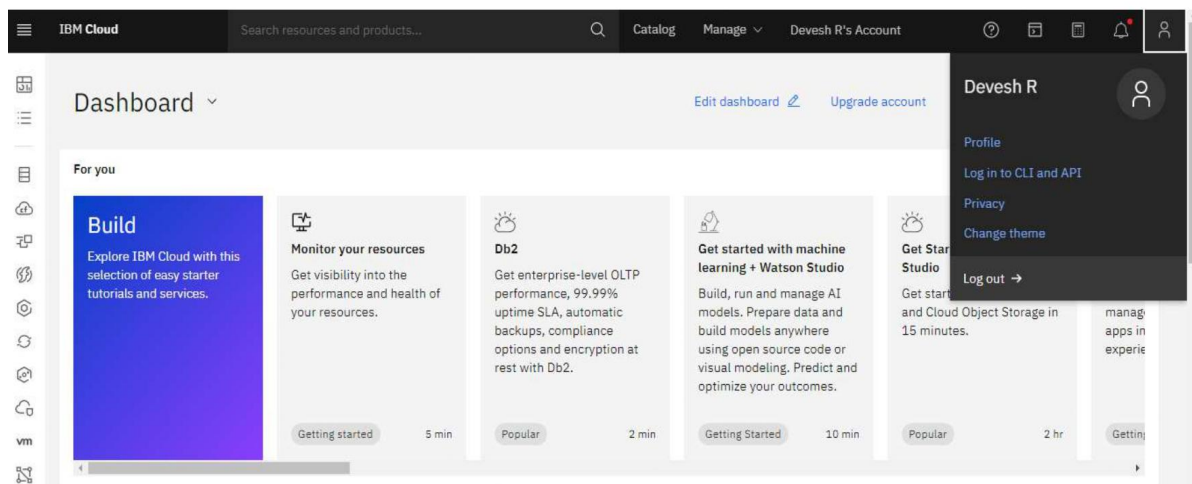 IBM Cloud
Search resources and products...
Catalog
Manage
Devesh R's Account
Dashboard
Edit dashboard
Upgrade account
Devesh R
Profile
Log in to CLI and API
Privacy
Change theme
Log out →
For you
Build
Explore IBM Cloud with this
selection of easy starter
tutorials and services.
Monitor your resources
Get visibility into the
performance and health of
your resources.
Getting started
5 min
Db2
Get enterprise-level OLTP
performance, 99.99%
uptime SLA, automatic
backups, compliance
options and encryption at
rest with Db2.
Popular
2 min
Get started with machine
learning + Watson Studio
Build, run and manage AI
models. Prepare data and
build models anywhere
using open source code or
visual modeling. Predict and
optimize your outcomes.
Getting Started
10 min
Get Star
Studio
Get start
and Cloud Object Storage in
15 minutes.
Popular
2 hr
manag
apps in
experie
Getting
vm